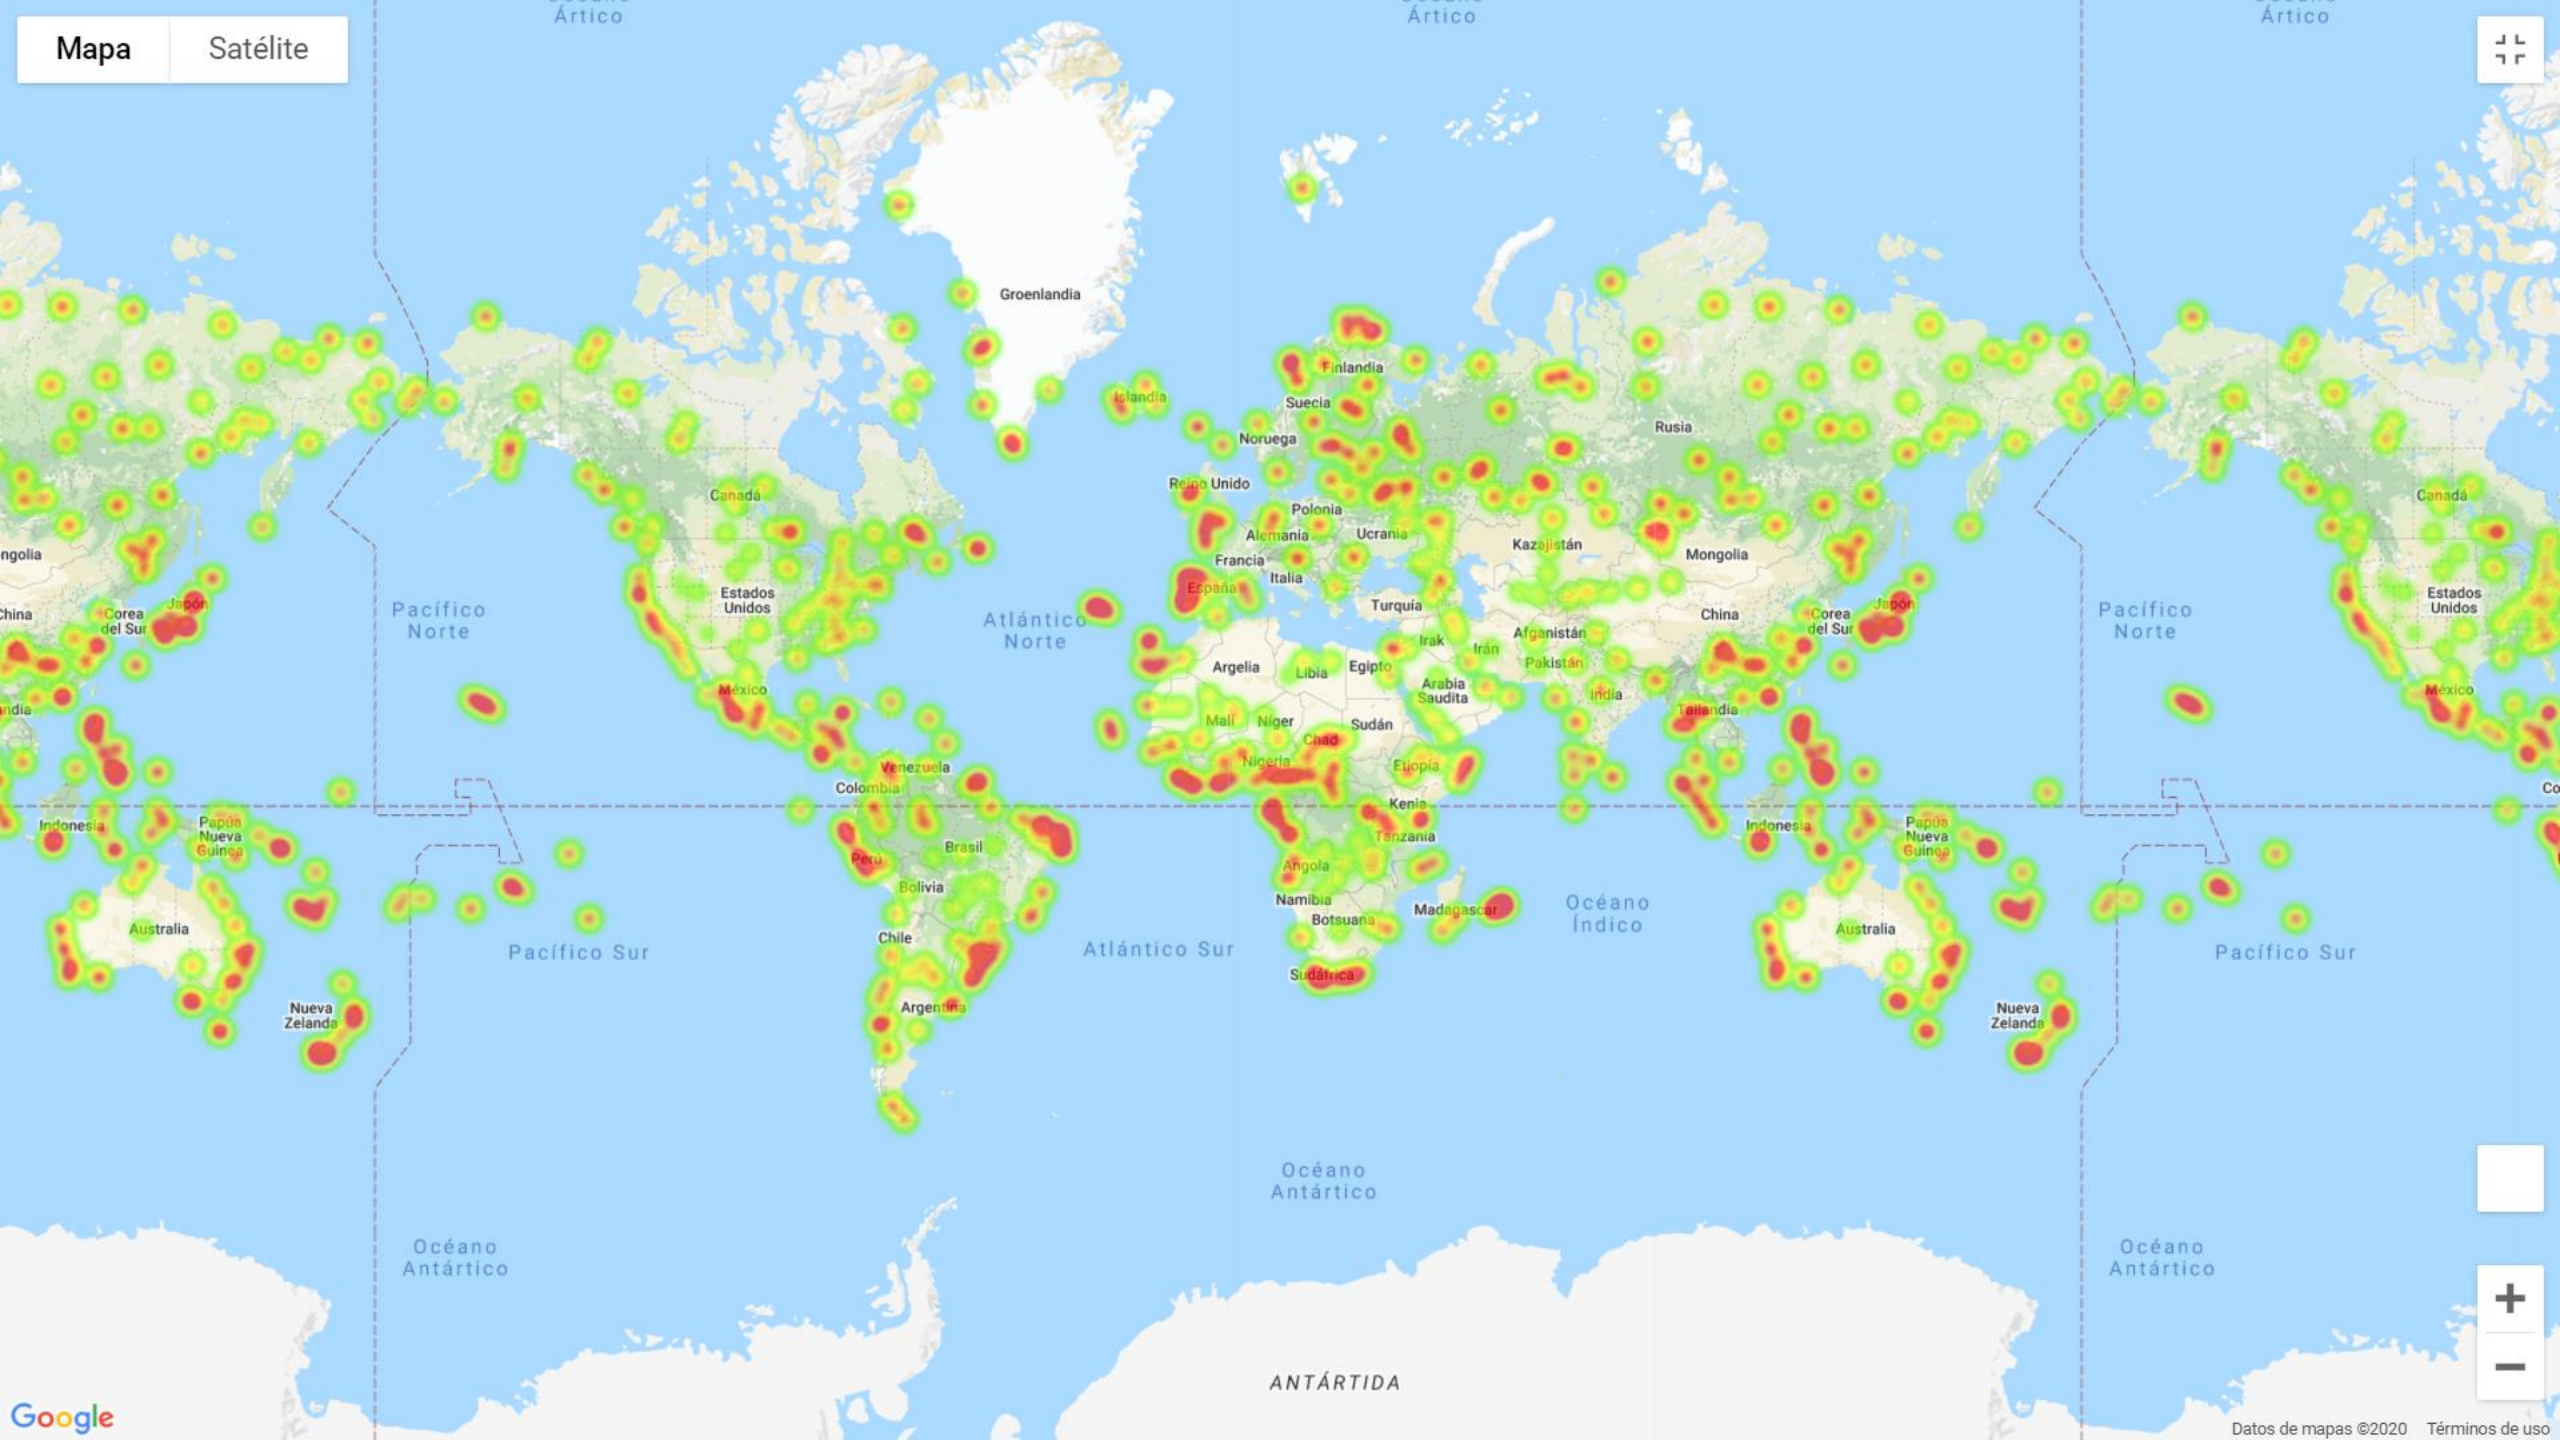 Ártico
Ártico
Ártico
Mapa
Satélite
Groenlandia
Finlandia
Islandia
Suecia
Rusia
Noruega
Reino Unido
Canadá
Canadá
Polonia
Alemania
Ucrania
Kazajistán
Mongolia
ngolia
Francia
Italia
España
Estados
Unidos
Estados
Unidos
Turquía
Pacífico
Norte
Atlántico
Norte
Pacífico
Norte
China
Corea
del Sur
Japón
China
Corea
del Sur
Japón
Irak
Irán
Afganistán
Pakistán
Argelia
Libia
Egipto
Arabia
Saudita
India
México
México
andia
Tailandia
Malí
Níger
Sudán
Chad
Nigeria
Etiopía
Venezuela
Colombia
Co
Kenia
Tanzania
Indonesia
Papúa
Nueva
Guinea
Indonesia
Papúa
Nueva
Guinea
Perú
Brasil
Bolivia
Angola
Namibia
Botsuana
Madagascar
Océano
Índico
Australia
Australia
Chile
Pacífico Sur
Atlántico Sur
Pacífico Sur
Sudáfrica
Argentina
Nueva
Zelanda
Nueva
Zelanda
Océano
Antártico
Océano
Antártico
Océano
Antártico
ANTÁRTIDA
Google
Datos de mapas ©2020
Términos de uso